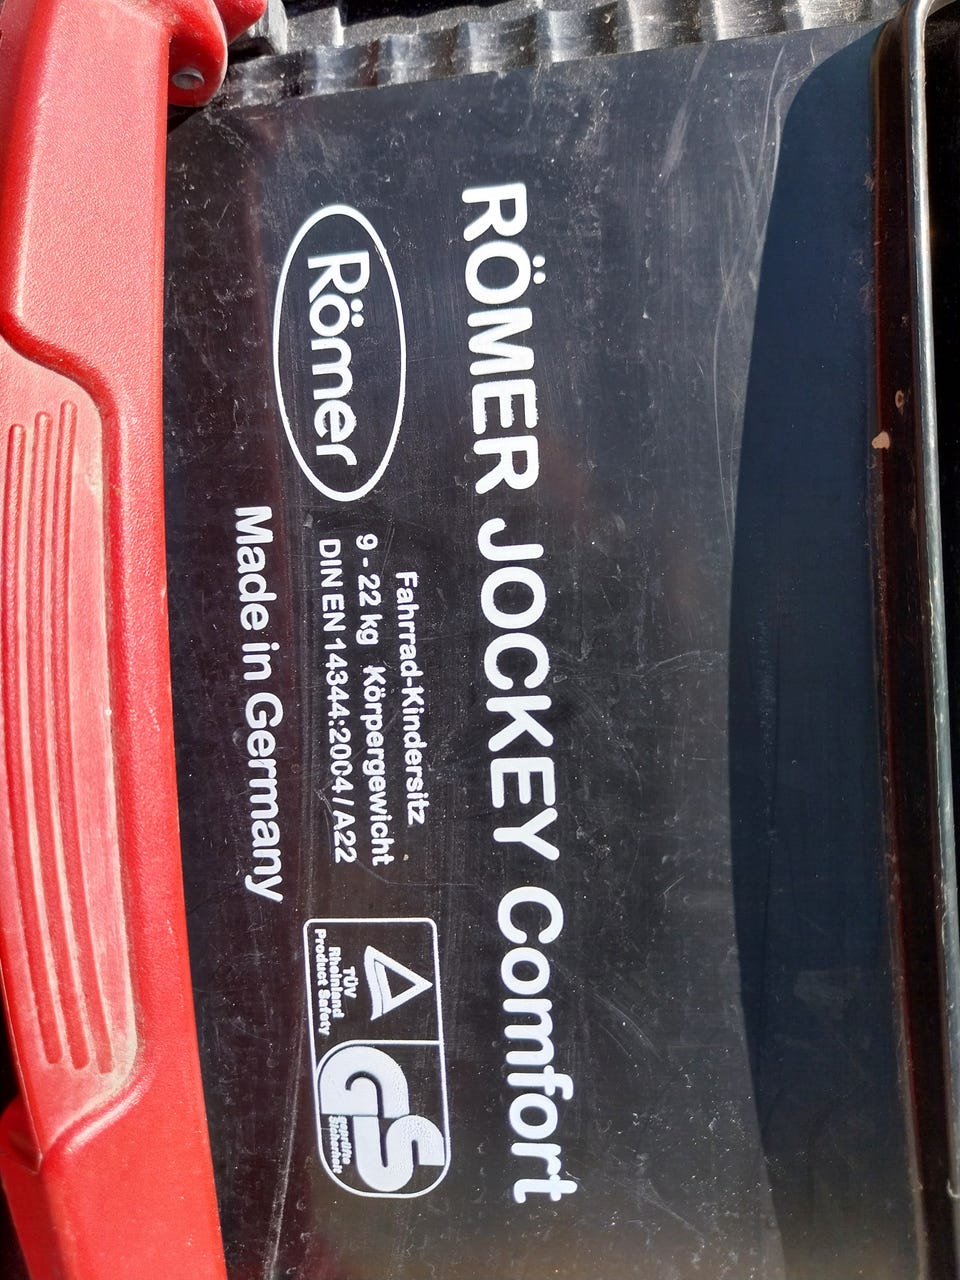 RÖMER JOCKEY Comfort
Römer
Fahrrad-Kindersitz
9 - 22 kg Körpergewicht
DIN EN 14344:2004 / A22
Made in Germany
TÜV
Rheinland
Product Safety
GS
geprüfte
Sicherheit